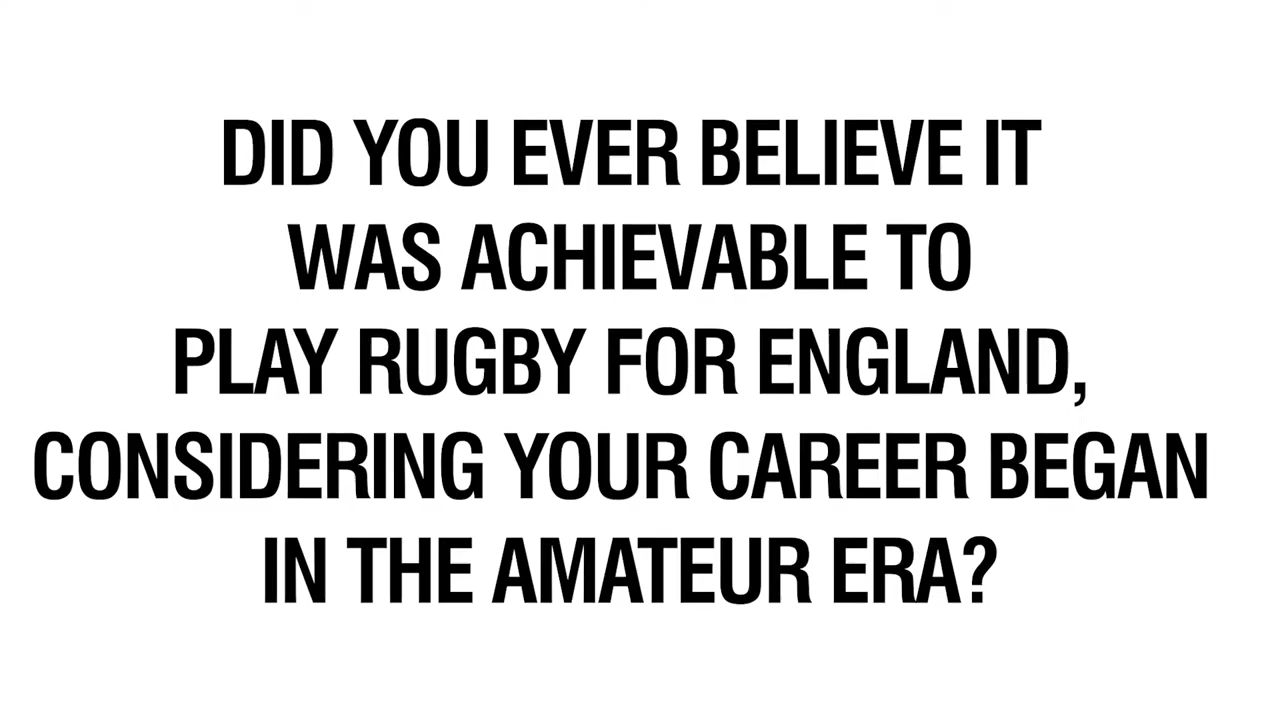 DID YOU EVER BELIEVE IT
WAS ACHIEVABLE TO
PLAY RUGBY FOR ENGLAND,
CONSIDERING YOUR CAREER BEGAN
IN THE AMATEUR ERA?